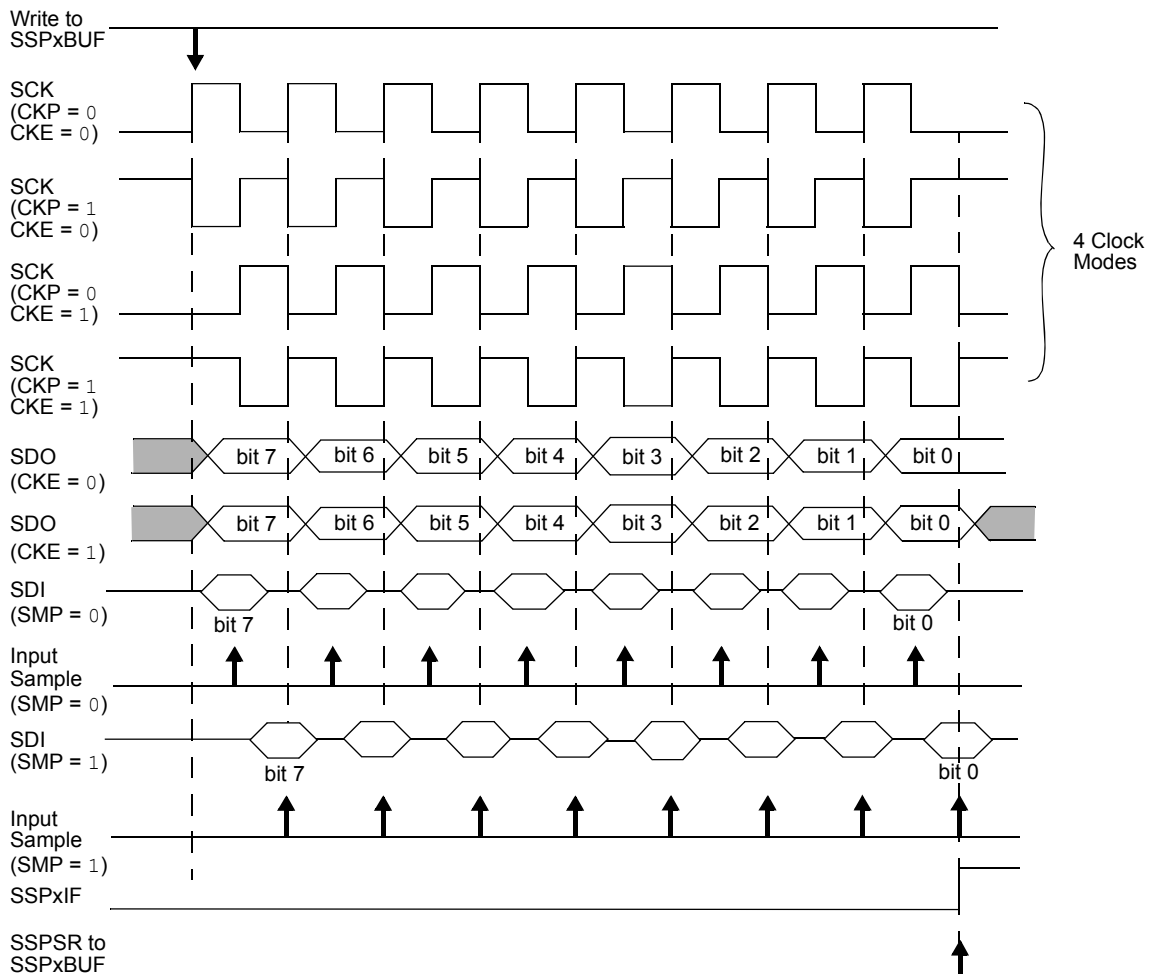 Write to
SSPxBUF
SCK
(CKP = 0
CKE = 0)
SCK
(CKP = 1
CKE = 0)
SCK
(CKP = 0
CKE = 1)
SCK
(CKP = 1
CKE = 1)
4 Clock
Modes
SDO
(CKE = 0)
bit 7 bit 6 bit 5 bit 4 bit 3 bit 2 bit 1 bit 0
SDO
(CKE = 1)
bit 7 bit 6 bit 5 bit 4 bit 3 bit 2 bit 1 bit 0
SDI
(SMP = 0)
bit 7 bit 0
Input
Sample
(SMP = 0)
SDI
(SMP = 1)
bit 7 bit 0
Input
Sample
(SMP = 1)
SSPxIF
SSPSR to
SSPxBUF